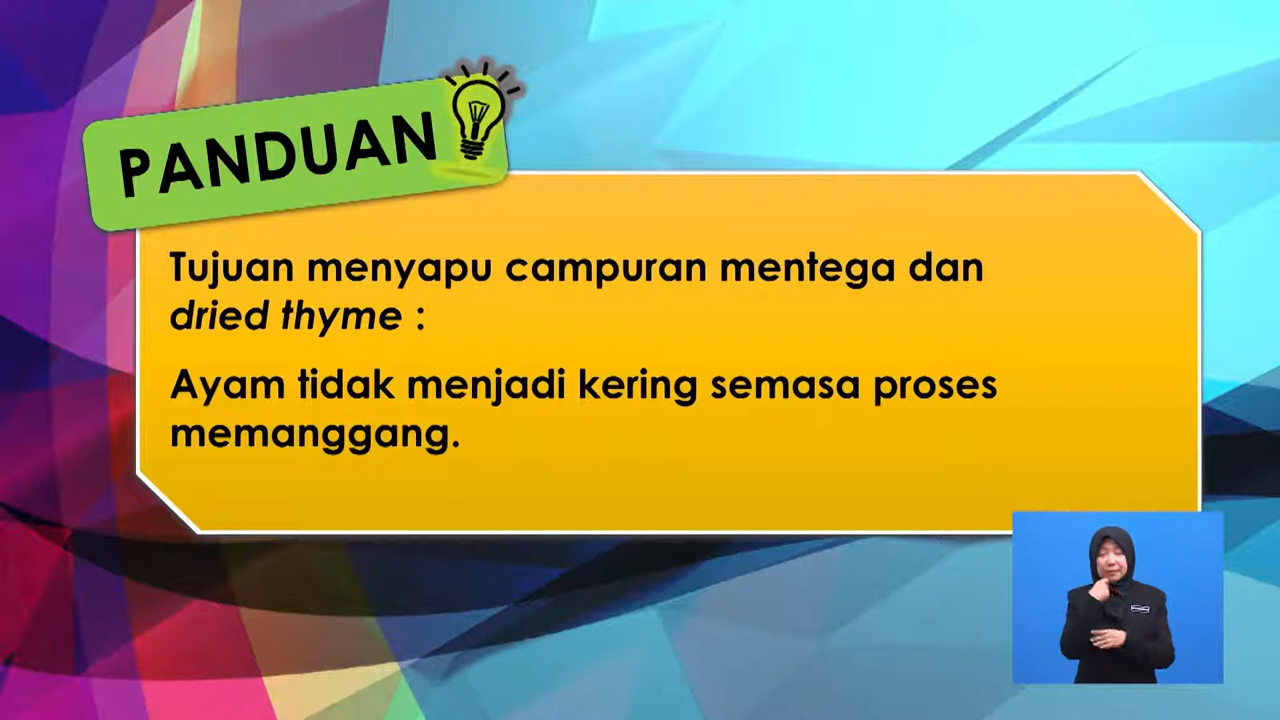 PANDUAN
Tujuan menyapu campuran mentega dan
dried thyme :
Ayam tidak menjadi kering semasa proses
memanggang.